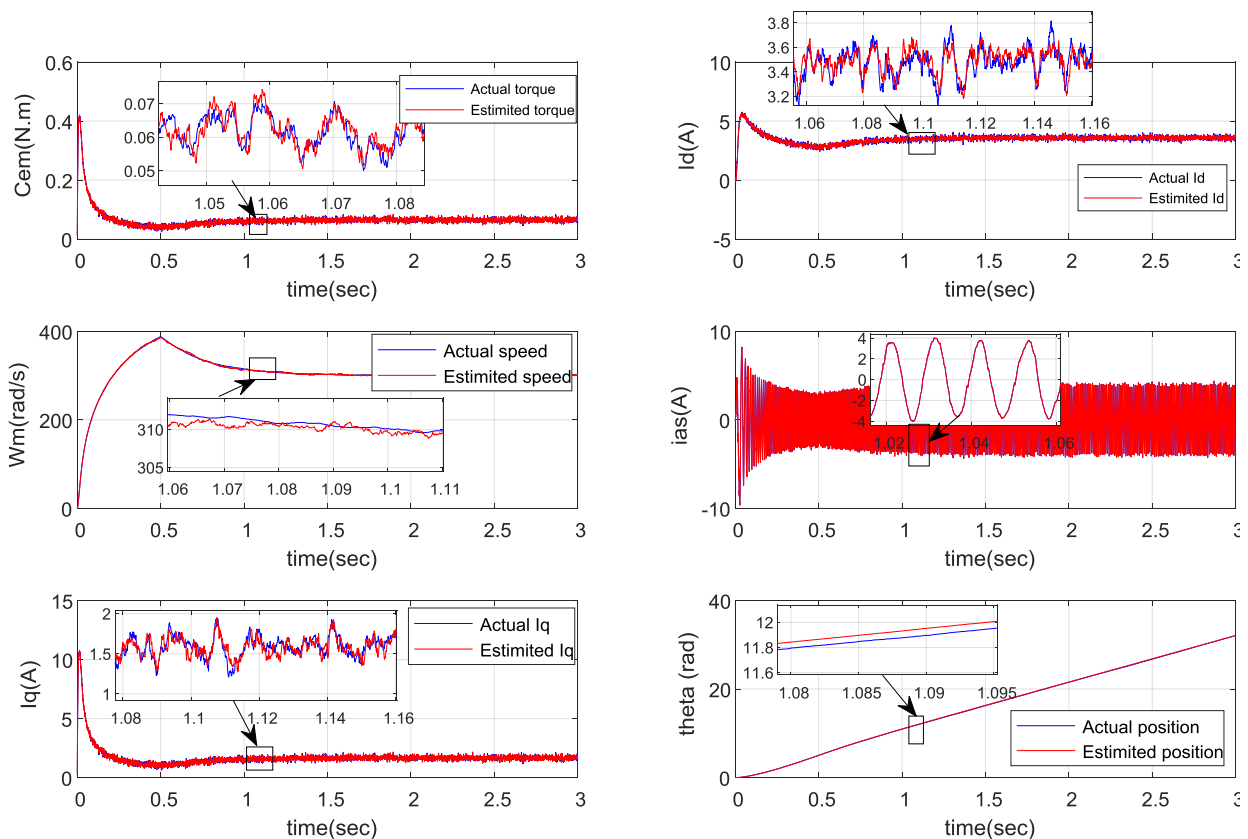 0.6
0.4
0.2
0
Cem(N.m)
0.07
0.06
0.05
1.05 1.06 1.07 1.08
Actual torque
Estimited torque
0 0.5 1 1.5 2 2.5 3
time(sec)
10
5
0
-5
Id(A)
3.8
3.6
3.4
3.2
1.06 1.08 1.1 1.12 1.14 1.16
Actual Id
Estimited Id
0 0.5 1 1.5 2 2.5 3
time(sec)
400
200
0
Wm(rad/s)
Actual speed
Estimited speed
310
305
1.06 1.07 1.08 1.09 1.1 1.11
0 0.5 1 1.5 2 2.5 3
time(sec)
10
0
-10
ias(A)
4
2
0
-2
-4
1.02 1.04 1.06
0 0.5 1 1.5 2 2.5 3
time(sec)
15
10
5
0
Iq(A)
2
1.5
1
1.08 1.1 1.12 1.14 1.16
Actual Iq
Estimited Iq
0 0.5 1 1.5 2 2.5 3
time(sec)
40
20
0
theta (rad)
12
11.8
11.6
1.08 1.085 1.09 1.095
Actual position
Estimited position
0 0.5 1 1.5 2 2.5 3
time(sec)